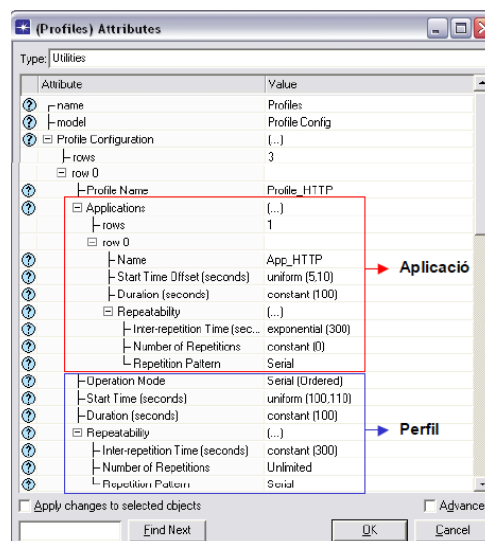 (Profiles) Attributes
Type: Utilities
Attribute Value
name Profiles
model Profile Config
Profile Configuration (...)
rows 3
row 0
Profile Name Profile_HTTP
Applications (...)
rows 1
row 0
Name App_HTTP
Start Time Offset (seconds) uniform (5,10)
Duration (seconds) constant (100)
Repeatability (...)
Inter-repetition Time (sec... exponential (300)
Number of Repetitions constant (0)
Repetition Pattern Serial
Aplicació
Operation Mode Serial (Ordered)
Start Time (seconds) uniform (100,110)
Duration (seconds) constant (100)
Repeatability (...)
Inter-repetition Time (seconds) constant (300)
Number of Repetitions Unlimited
Repetition Pattern Serial
Perfil
Apply changes to selected objects Advance
Find Next OK Cancel